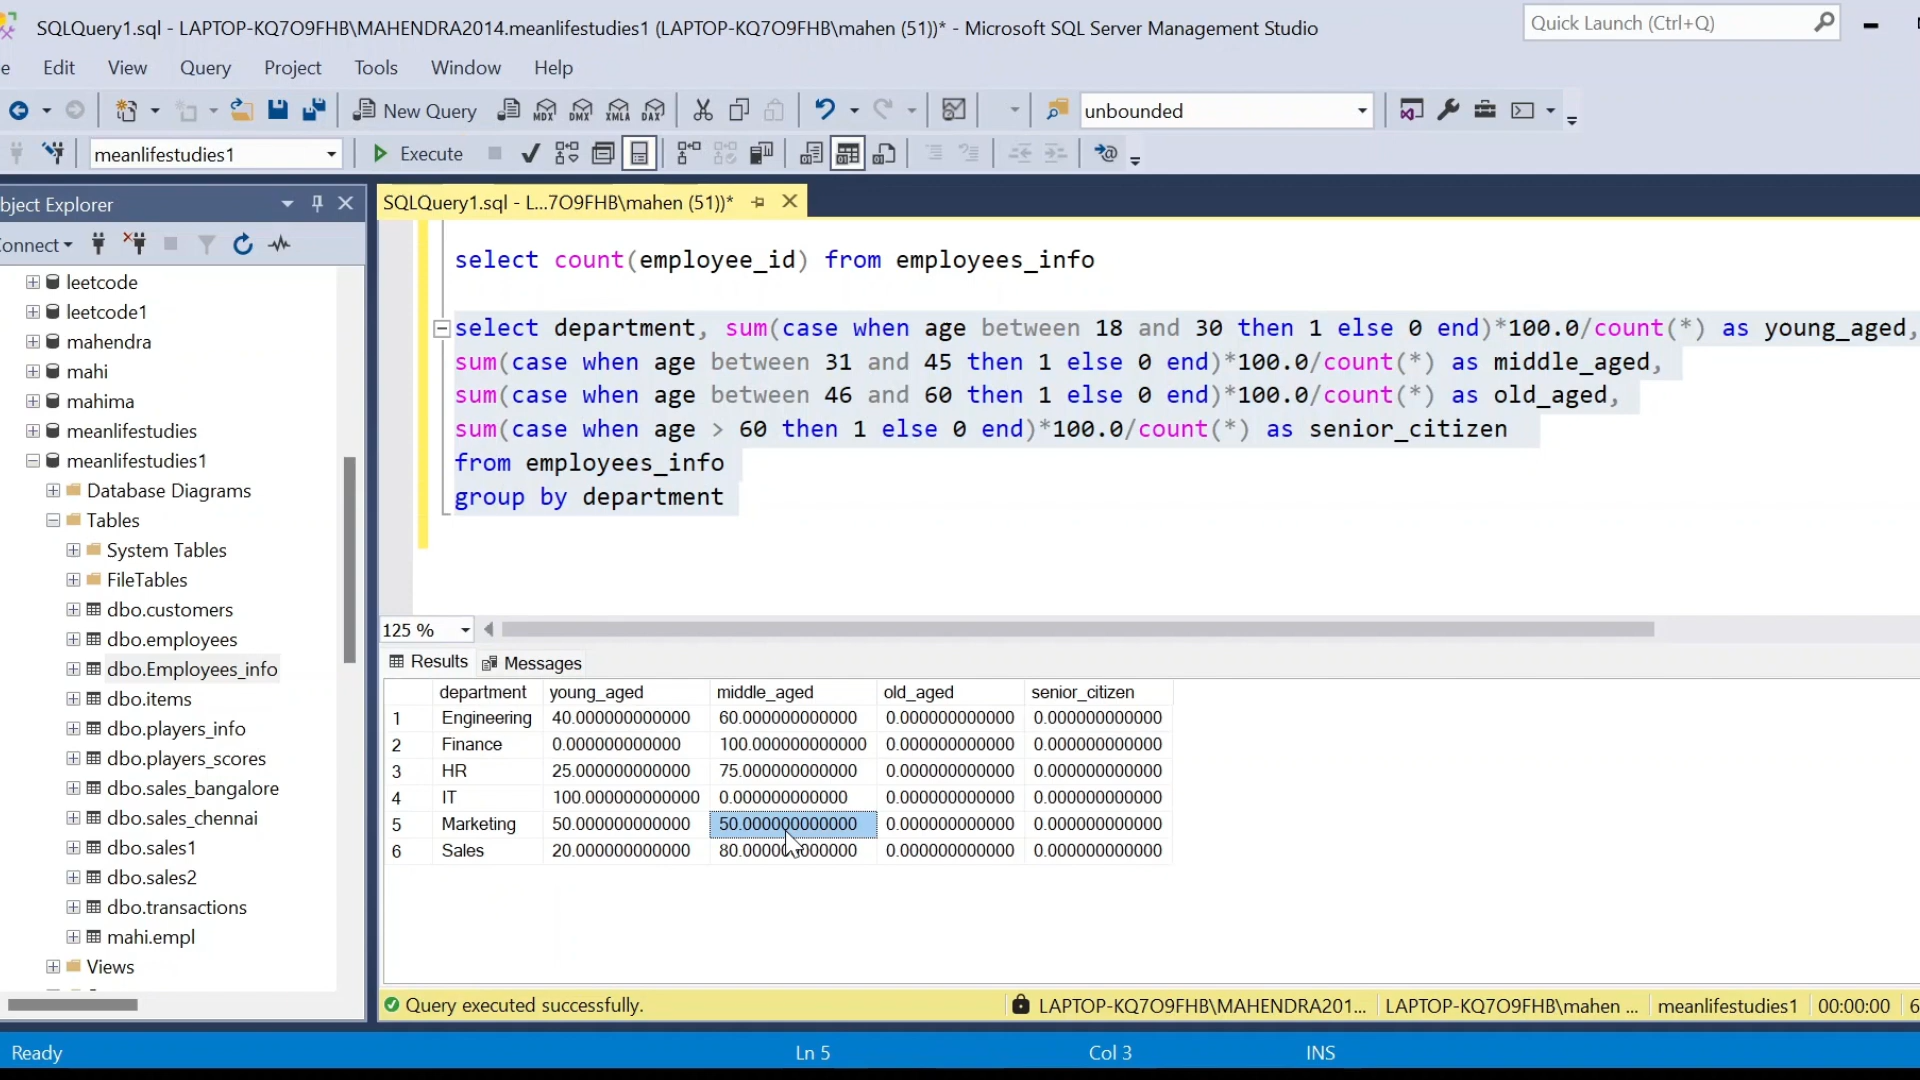 SQLQuery1.sql - LAPTOP-KQ7O9FHB\MAHENDRA2014.meanlifestudies1 (LAPTOP-KQ7O9FHB\mahen (51))* - Microsoft SQL Server Management Studio
Quick Launch (Ctrl+Q)
e Edit View Query Project Tools Window Help
New Query MDX DMX XMLA DAX unbounded
meanlifestudies1 Execute
bject Explorer
onnect
leetcode
leetcode1
mahendra
mahi
mahima
meanlifestudies
meanlifestudies1
Database Diagrams
Tables
System Tables
FileTables
dbo.customers
dbo.employees
dbo.Employees_info
dbo.items
dbo.players_info
dbo.players_scores
dbo.sales_bangalore
dbo.sales_chennai
dbo.sales1
dbo.sales2
dbo.transactions
mahi.empl
Views
SQLQuery1.sql - L...7O9FHB\mahen (51))*
select count(employee_id) from employees_info
select department, sum(case when age between 18 and 30 then 1 else 0 end)*100.0/count(*) as young_aged,
sum(case when age between 31 and 45 then 1 else 0 end)*100.0/count(*) as middle_aged,
sum(case when age between 46 and 60 then 1 else 0 end)*100.0/count(*) as old_aged,
sum(case when age > 60 then 1 else 0 end)*100.0/count(*) as senior_citizen
from employees_info
group by department
125 %
Results Messages
department young_aged middle_aged old_aged senior_citizen
1 Engineering 40.000000000000 60.000000000000 0.000000000000 0.000000000000
2 Finance 0.000000000000 100.000000000000 0.000000000000 0.000000000000
3 HR 25.000000000000 75.000000000000 0.000000000000 0.000000000000
4 IT 100.000000000000 0.000000000000 0.000000000000 0.000000000000
5 Marketing 50.000000000000 50.000000000000 0.000000000000 0.000000000000
6 Sales 20.000000000000 80.000000000000 0.000000000000 0.000000000000
Query executed successfully. LAPTOP-KQ7O9FHB\MAHENDRA201... LAPTOP-KQ7O9FHB\mahen ... meanlifestudies1 00:00:00 6
Ready Ln 5 Col 3 INS